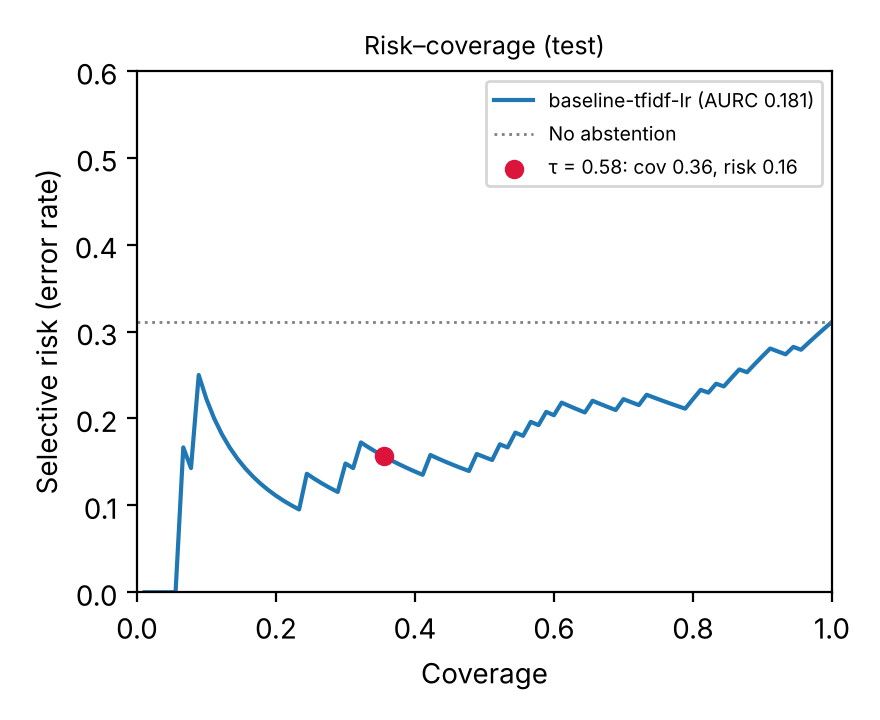 Risk–coverage (test)
0.6
0.5
0.4
0.3
0.2
0.1
0.0
Selective risk (error rate)
baseline-tfidf-lr (AURC 0.181)
No abstention
τ = 0.58: cov 0.36, risk 0.16
0.0 0.2 0.4 0.6 0.8 1.0
Coverage